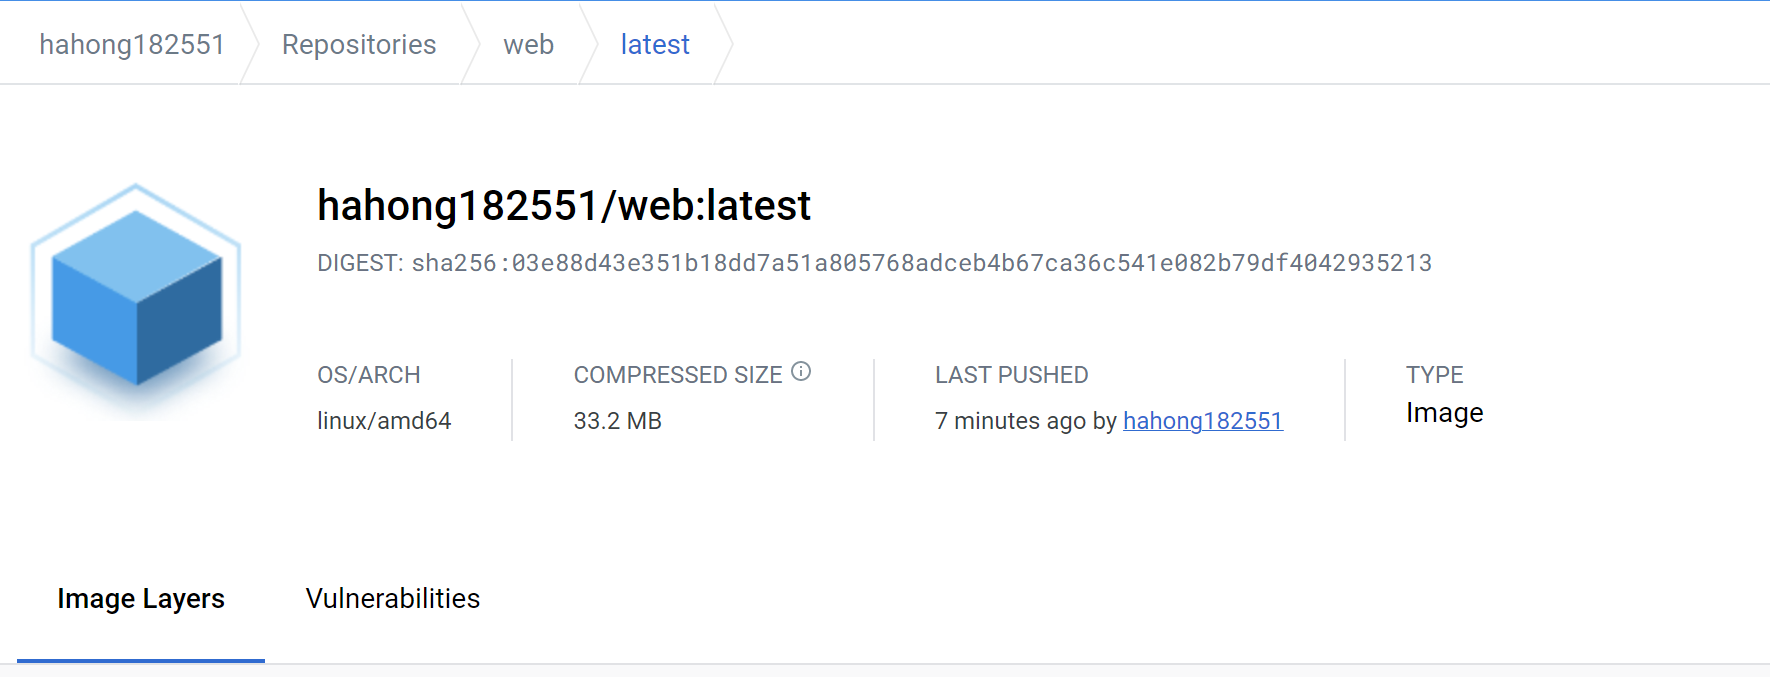 hahong182551 Repositories web latest
hahong182551/web:latest
DIGEST: sha256:03e88d43e351b18dd7a51a805768adceb4b67ca36c541e082b79df4042935213
OS/ARCH COMPRESSED SIZE LAST PUSHED TYPE
linux/amd64 33.2 MB 7 minutes ago by hahong182551 Image
Image Layers Vulnerabilities